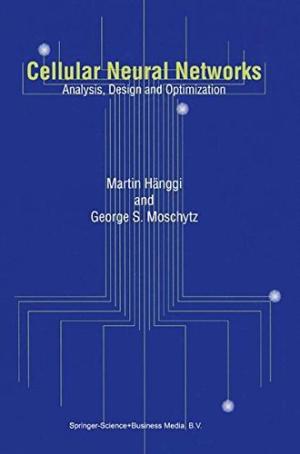 Cellular Neural Networks
Analysis, Design and Optimization
Martin Hänggi
and
George S. Moschytz
Springer-Science+Business Media, B.V.